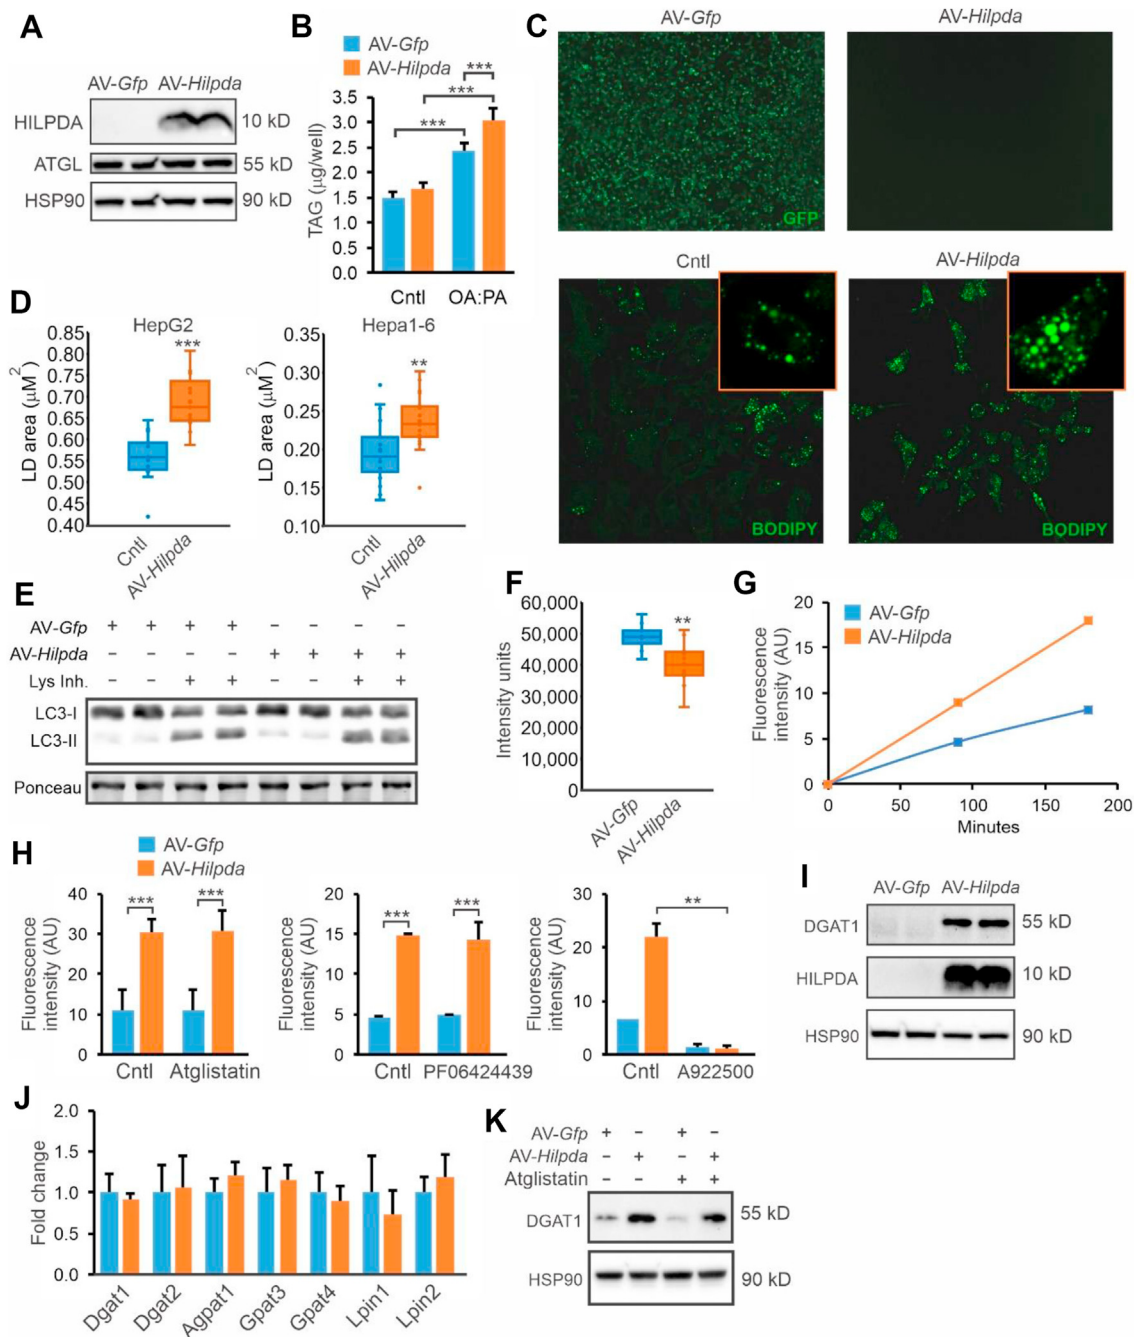 A
AV-Gfp AV-Hilpda
HILPDA 10 kD
ATGL 55 kD
HSP90 90 kD
B
AV-Gfp
AV-Hilpda
***
***
***
TAG (μg/well)
3.5
3.0
2.5
2.0
1.5
1.0
0.5
0.0
Cntl OA:PA
C
AV-Gfp AV-Hilpda
GFP
Cntl AV-Hilpda
BODIPY BODIPY
D
HepG2
LD area (μM2)
0.85
0.80
0.75
0.70
0.65
0.60
0.55
0.50
0.45
0.40
***
Cntl
AV-Hilpda
Hepa1-6
LD area (μM2)
0.35
0.30
0.25
0.20
0.15
0.10
**
Cntl
AV-Hilpda
E
AV-Gfp + + + + – – – –
AV-Hilpda – – – – + + + +
Lys Inh. – – + + – – + +
LC3-I
LC3-II
Ponceau
F
Intensity units
60,000
50,000
40,000
30,000
20,000
10,000
0
**
AV-Gfp
AV-Hilpda
G
AV-Gfp
AV-Hilpda
Fluorescence
intensity (AU)
20
15
10
5
0
0 50 100 150 200
Minutes
H
AV-Gfp
AV-Hilpda
Fluorescence
intensity (AU)
40
30
20
10
0
*** ***
Cntl Atglistatin
Fluorescence
intensity (AU)
15
10
5
0
*** ***
Cntl PF06424439
Fluorescence
intensity (AU)
30
20
10
0
**
Cntl A922500
I
AV-Gfp AV-Hilpda
DGAT1 55 kD
HILPDA 10 kD
HSP90 90 kD
J
Fold change
2.0
1.5
1.0
0.5
0.0
Dgat1
Dgat2
Agpat1
Gpat3
Gpat4
Lpin1
Lpin2
K
AV-Gfp + – + –
AV-Hilpda – + – +
Atglistatin – – + +
DGAT1 55 kD
HSP90 90 kD